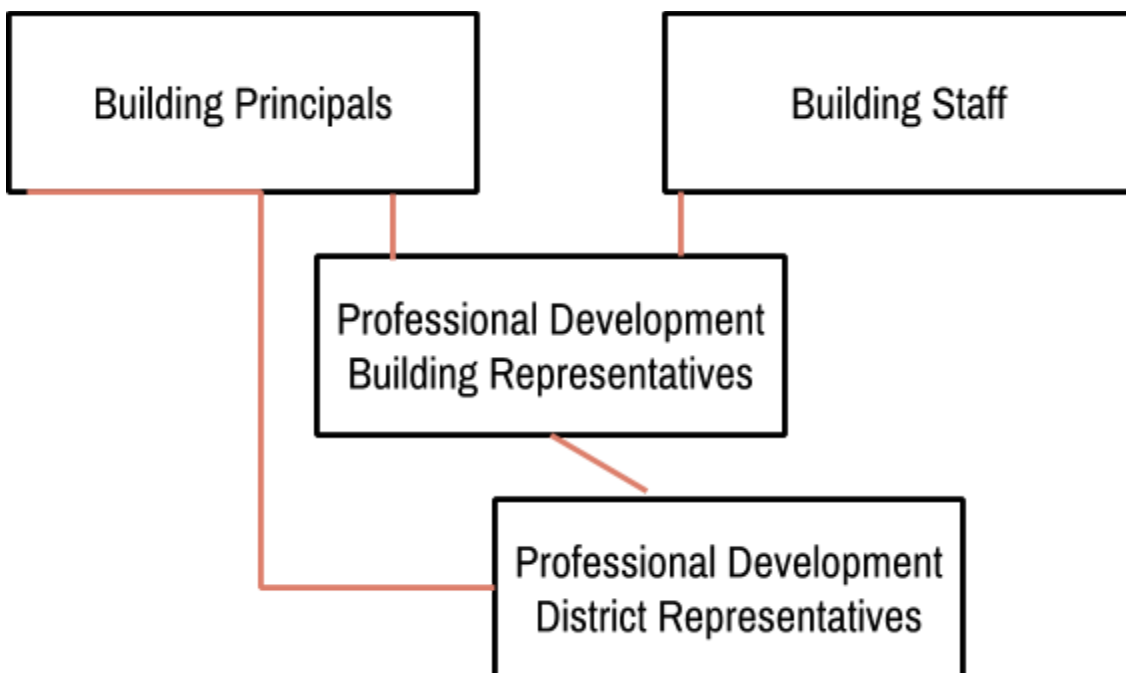 Building Principals
Building Staff
Professional Development
Building Representatives
Professional Development
District Representatives